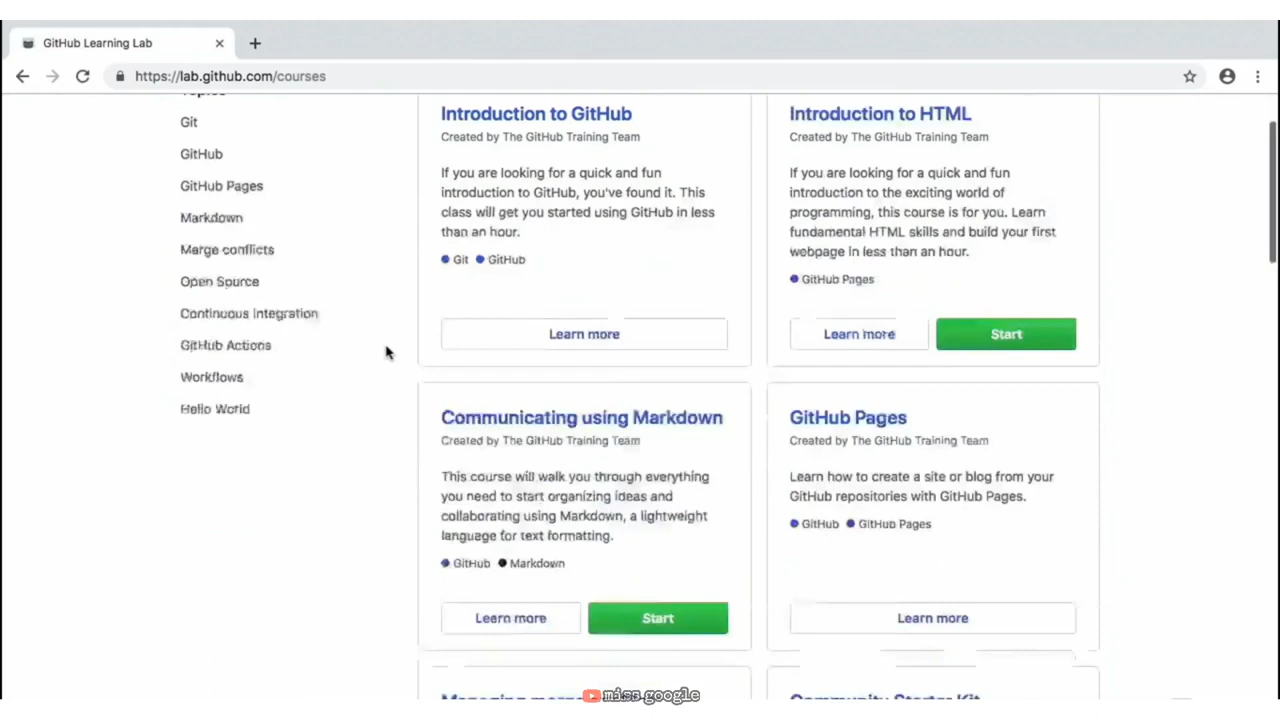 GitHub Learning Lab
https://lab.github.com/courses
Topics
Git
GitHub
GitHub Pages
Markdown
Merge conflicts
Open Source
Continuous Integration
GitHub Actions
Workflows
Hello World
Introduction to GitHub
Created by The GitHub Training Team
If you are looking for a quick and fun
introduction to GitHub, you've found it. This
class will get you started using GitHub in less
than an hour.
Git GitHub
Learn more
Introduction to HTML
Created by The GitHub Training Team
If you are looking for a quick and fun
introduction to the exciting world of
programming, this course is for you. Learn
fundamental HTML skills and build your first
webpage in less than an hour.
GitHub Pages
Learn more Start
Communicating using Markdown
Created by The GitHub Training Team
This course will walk you through everything
you need to start organizing ideas and
collaborating using Markdown, a lightweight
language for text formatting.
GitHub Markdown
Learn more Start
GitHub Pages
Created by The GitHub Training Team
Learn how to create a site or blog from your
GitHub repositories with GitHub Pages.
GitHub GitHub Pages
Learn more
Managing
Community Starter Kit
miss google